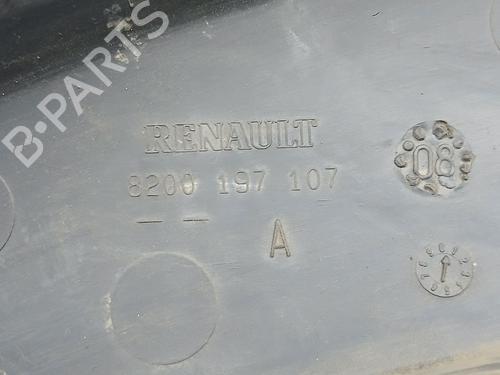 B-PARTS
RENAULT
08
8200 197 107
— —
A